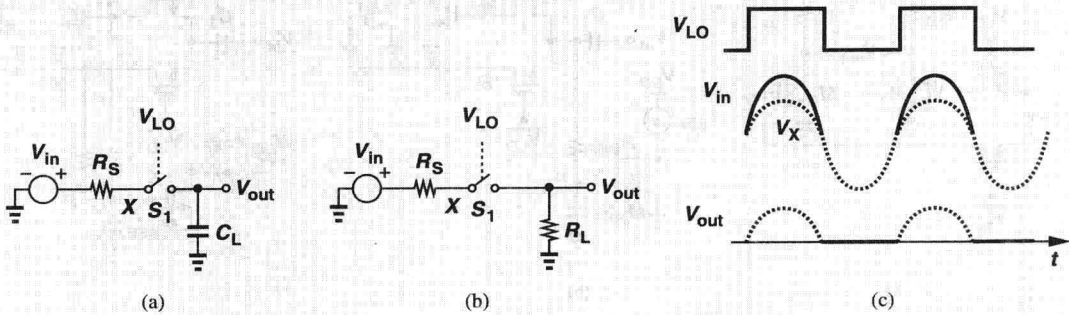 V_LO
V_in
R_S
X S_1
V_out
C_L
(a)
V_LO
V_in
R_S
X S_1
V_out
R_L
(b)
V_LO
V_in
V_X
V_out
t
(c)